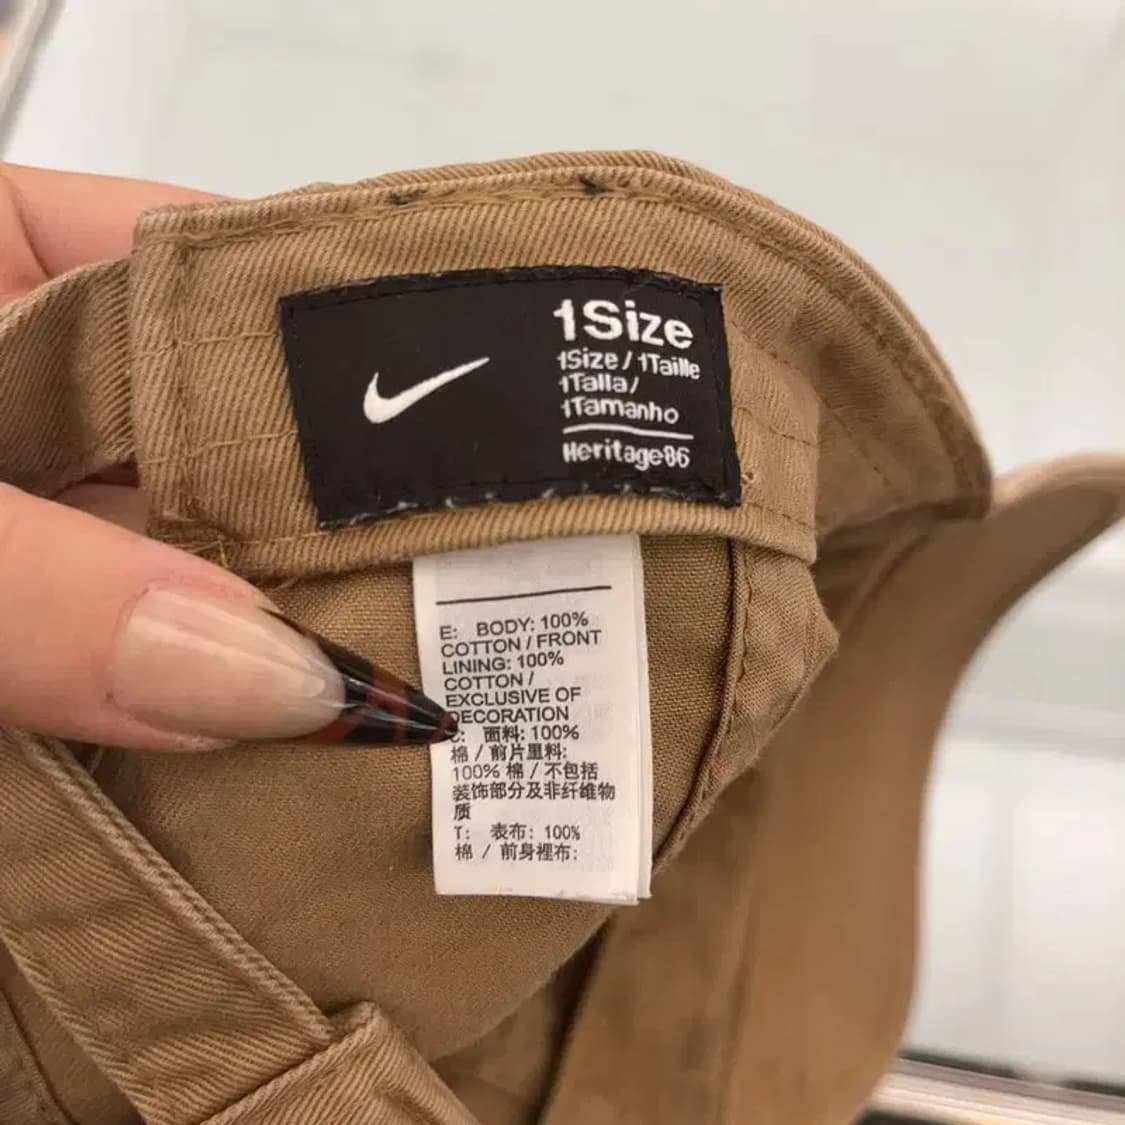 1Size
1Size / 1Taille
1Talla/
1Tamanho
Heritage86
E: BODY: 100%
COTTON / FRONT
LINING: 100%
COTTON /
EXCLUSIVE OF
DECORATION
C: 面料: 100%
棉 / 前片里料:
100% 棉 / 不包括
装饰部分及非纤维物
质
T: 表布: 100%
棉 / 前身裡布: